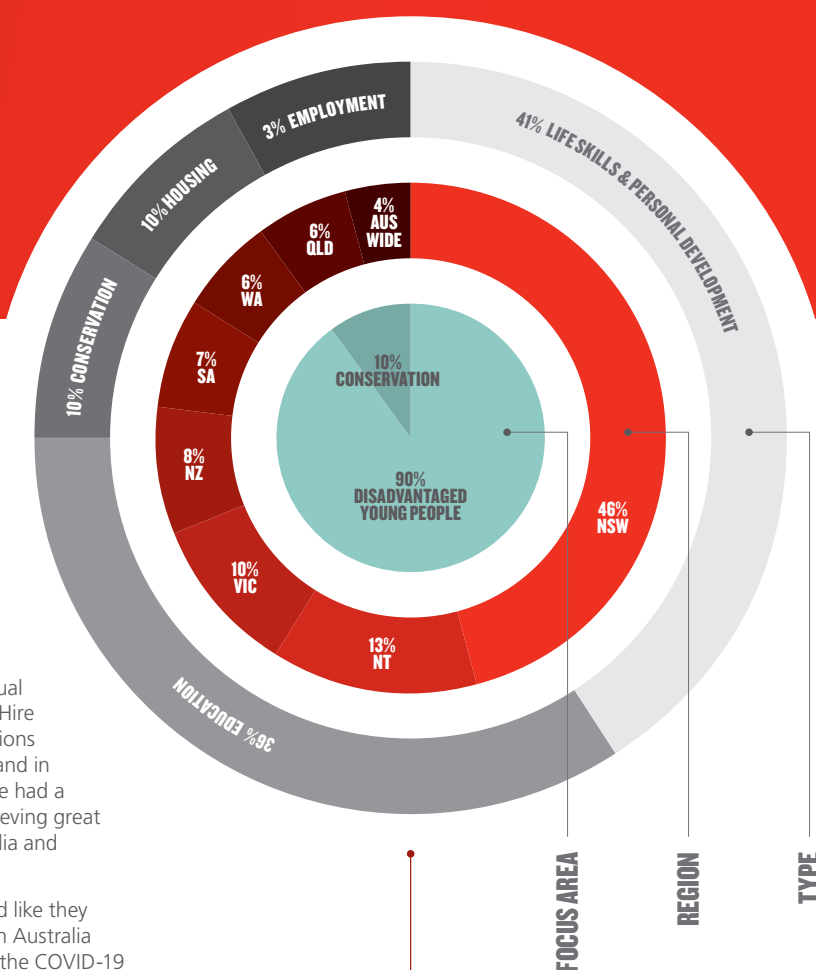 3% EMPLOYMENT
41% LIFE SKILLS & PERSONAL DEVELOPMENT
10% HOUSING
10% CONSERVATION
36% EDUCATION
4%
AUS
WIDE
6%
QLD
6%
WA
7%
SA
8%
NZ
10%
VIC
13%
NT
46%
NSW
10%
CONSERVATION
90%
DISADVANTAGED
YOUNG PEOPLE
FOCUS AREA
REGION
TYPE
ual
Hire
ions
and in
e had a
eving great
lia and
d like they
n Australia
the COVID-19